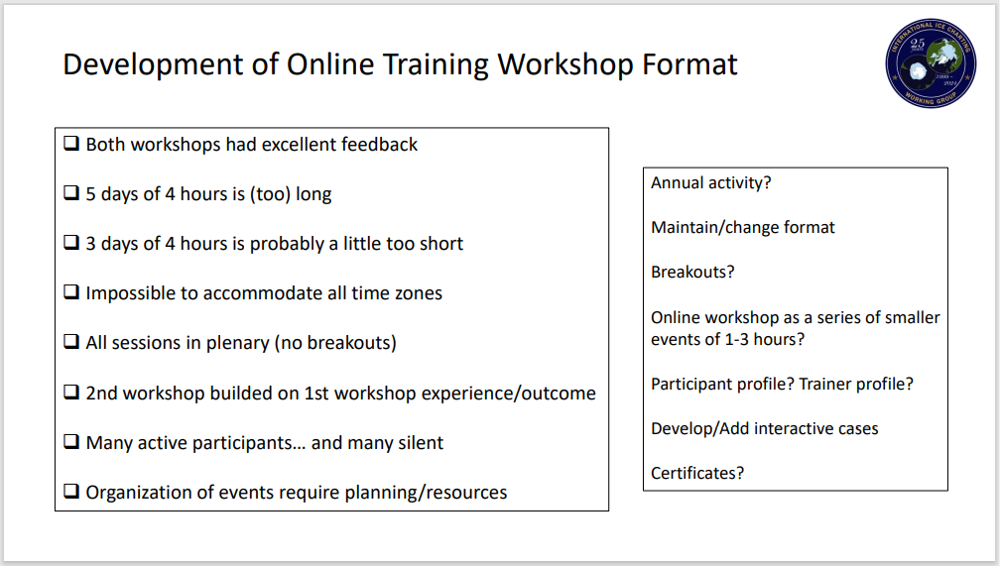 Development of Online Training Workshop Format
INTERNATIONAL ICE CHARTING
25
years
1999 -
2024
WORKING GROUP
Both workshops had excellent feedback
5 days of 4 hours is (too) long
3 days of 4 hours is probably a little too short
Impossible to accommodate all time zones
All sessions in plenary (no breakouts)
2nd workshop builded on 1st workshop experience/outcome
Many active participants... and many silent
Organization of events require planning/resources
Annual activity?
Maintain/change format
Breakouts?
Online workshop as a series of smaller
events of 1-3 hours?
Participant profile? Trainer profile?
Develop/Add interactive cases
Certificates?